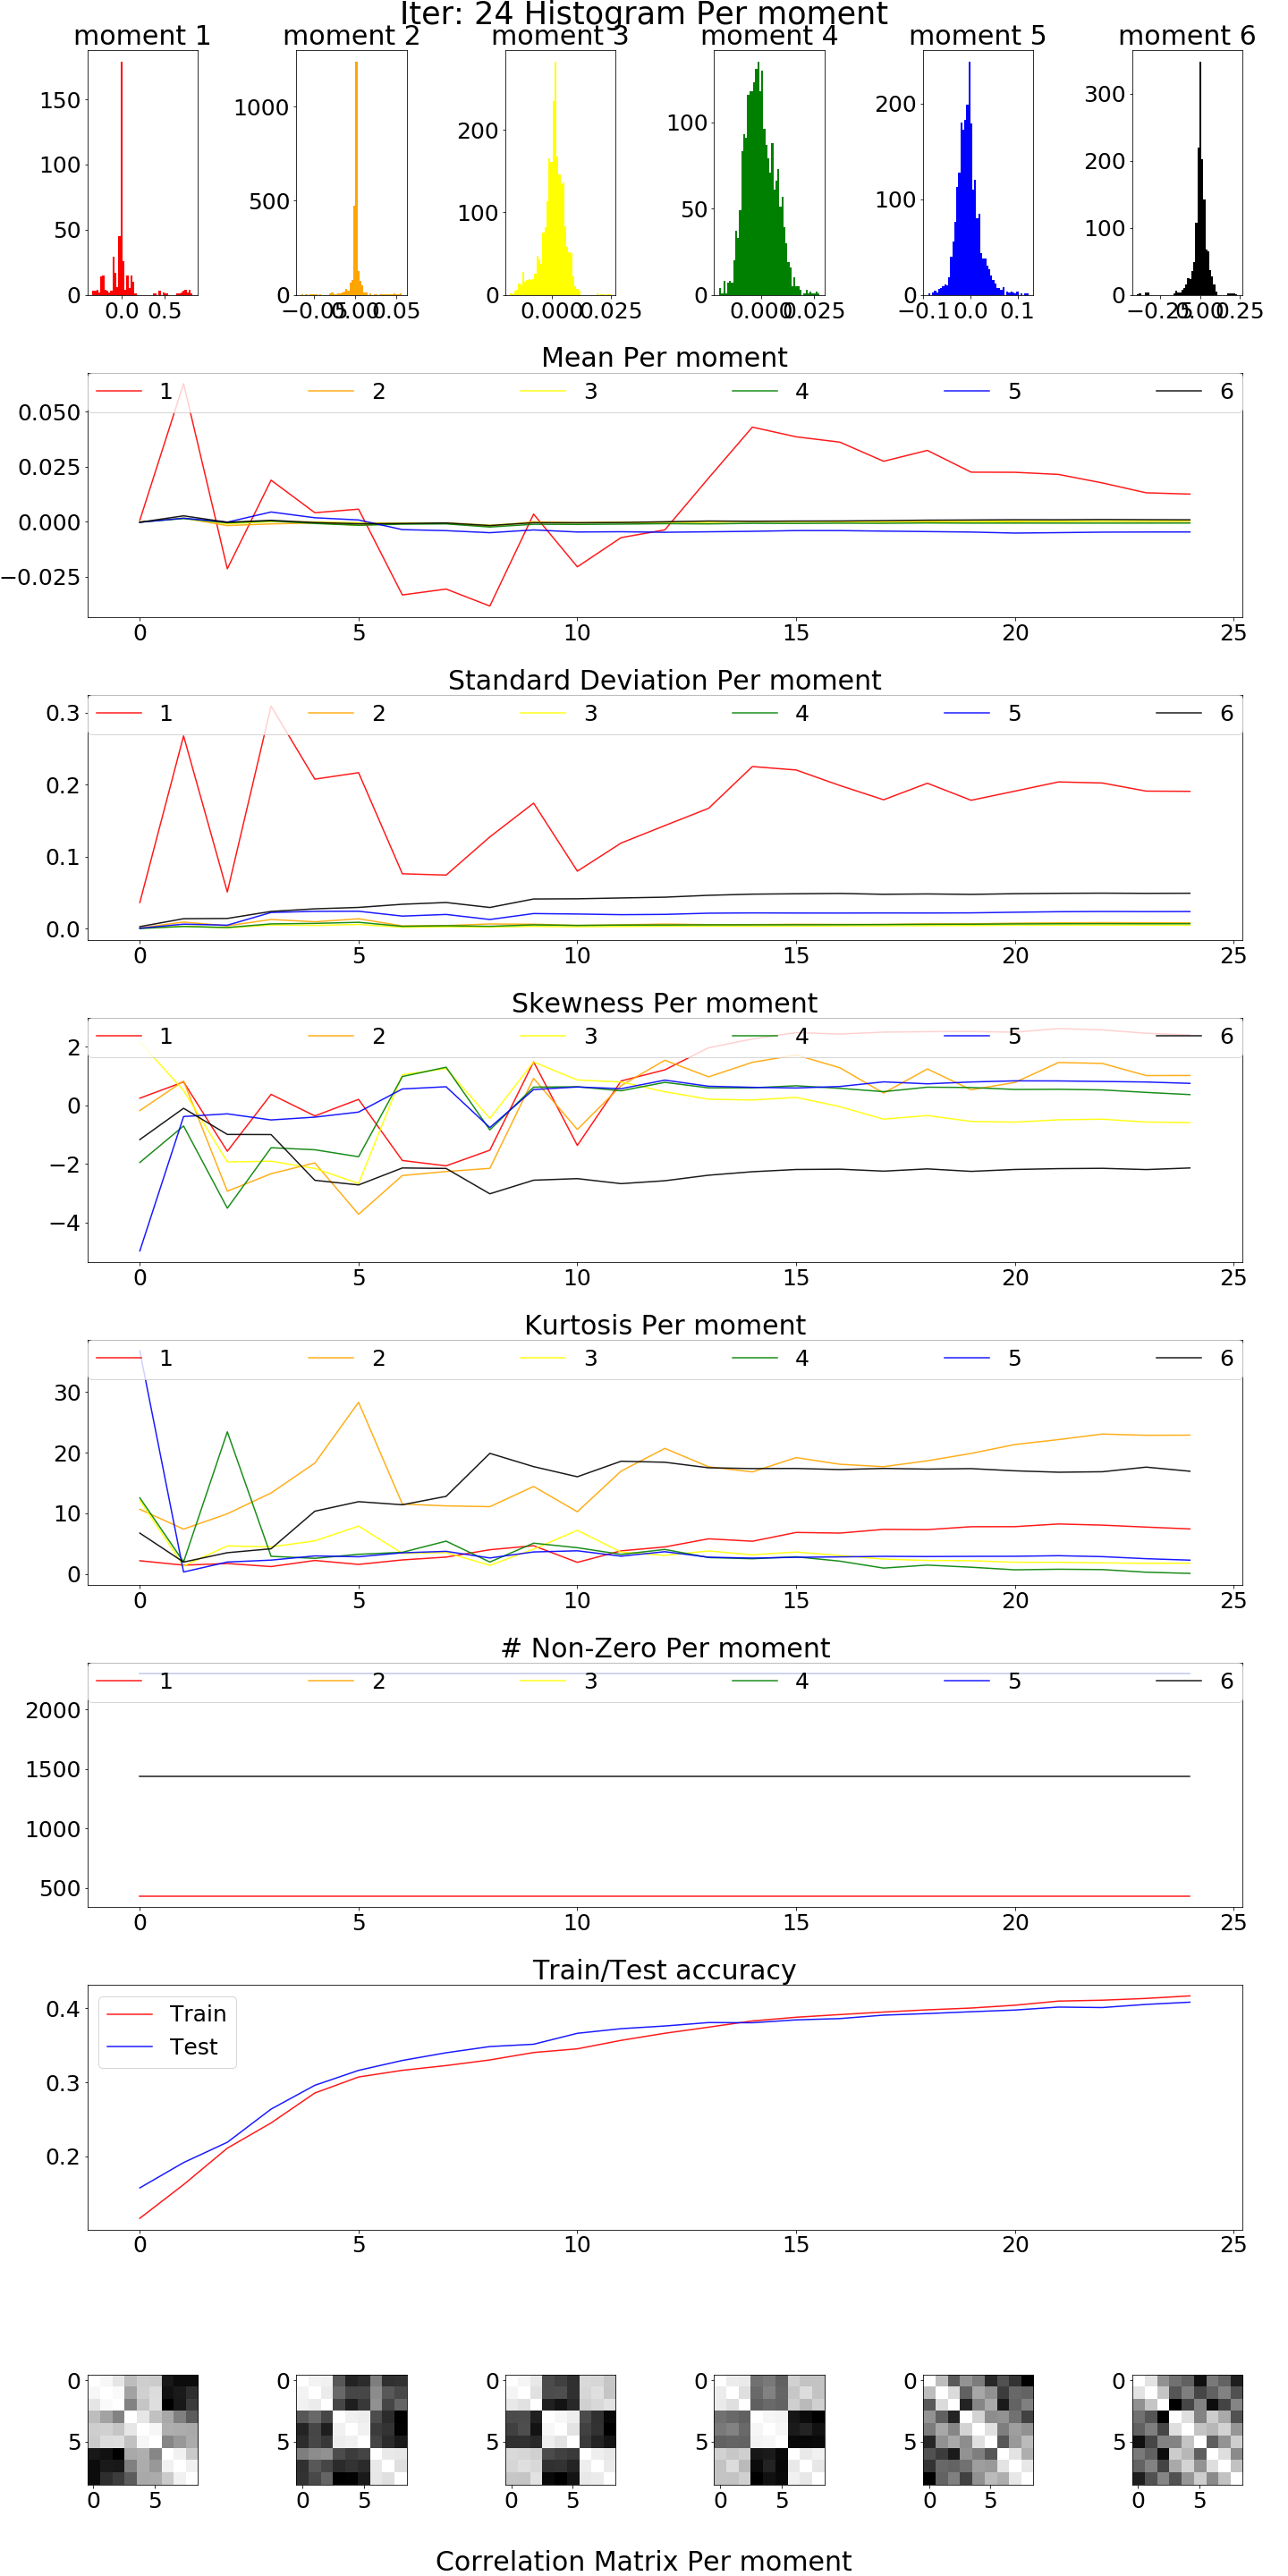 Iter: 24 Histogram Per moment
moment 1 moment 2 moment 3 moment 4 moment 5 moment 6
150
100
50
0
0.0 0.5
1000
500
0
−0.05 0.00 0.05
200
100
0
0.000 0.025
100
50
0
0.000 0.025
200
100
0
−0.1 0.0 0.1
300
200
100
0
−0.25 0.00 0.25
Mean Per moment
1 2 3 4 5 6
0.050
0.025
0.000
−0.025
0 5 10 15 20 25
Standard Deviation Per moment
1 2 3 4 5 6
0.3
0.2
0.1
0.0
0 5 10 15 20 25
Skewness Per moment
1 2 3 4 5 6
2
0
−2
−4
0 5 10 15 20 25
Kurtosis Per moment
1 2 3 4 5 6
30
20
10
0
0 5 10 15 20 25
# Non-Zero Per moment
1 2 3 4 5 6
2000
1500
1000
500
0 5 10 15 20 25
Train/Test accuracy
Train
Test
0.4
0.3
0.2
0 5 10 15 20 25
0 0 0 0 0 0
5 5 5 5 5 5
0 5 0 5 0 5 0 5 0 5 0 5
Correlation Matrix Per moment